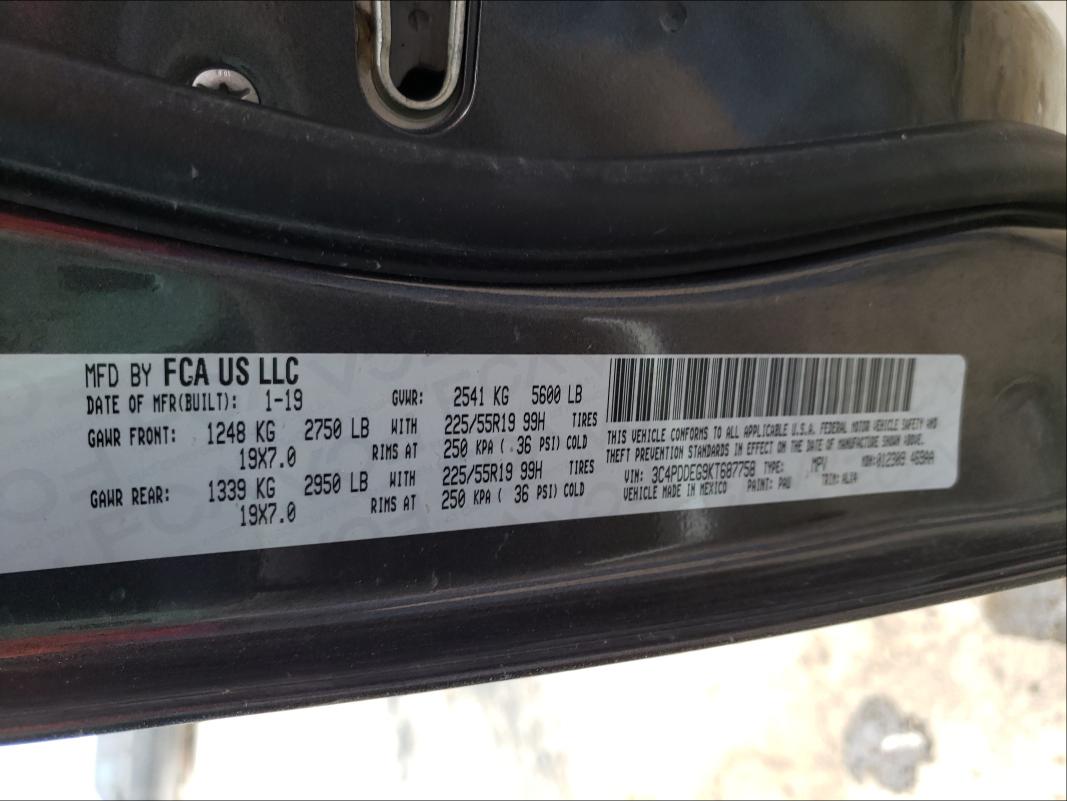 MFD BY FCA US LLC
DATE OF MFR(BUILT): 1-19 GVWR: 2541 KG 5600 LB
GAWR FRONT: 1248 KG 2750 LB WITH 225/55R19 99H TIRES
19X7.0 RIMS AT 250 KPA ( 36 PSI) COLD
GAWR REAR: 1339 KG 2950 LB WITH 225/55R19 99H TIRES
19X7.0 RIMS AT 250 KPA ( 36 PSI) COLD
THIS VEHICLE CONFORMS TO ALL APPLICABLE U.S.A. FEDERAL MOTOR VEHICLE SAFETY AND
THEFT PREVENTION STANDARDS IN EFFECT ON THE DATE OF MANUFACTURE SHOWN ABOVE.
VIN: 3C4PDDEG9KT687758 TYPE: MPV MDH: 012309 469AA
VEHICLE MADE IN MEXICO PAINT: PAU TRIM: